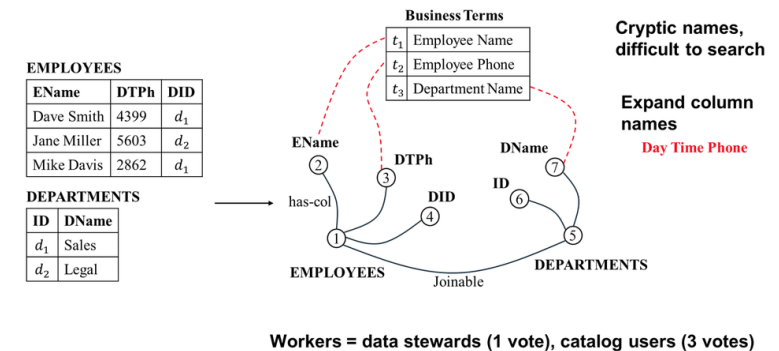 Business Terms
t1 Employee Name
t2 Employee Phone
t3 Department Name
Cryptic names,
difficult to search
Expand column
names
Day Time Phone
EMPLOYEES
EName DTPh DID
Dave Smith 4399 d1
Jane Miller 5603 d2
Mike Davis 2862 d1
DEPARTMENTS
ID DName
d1 Sales
d2 Legal
EName
2
DTPh
3
DID
4
has-col
1
EMPLOYEES
Joinable
DName
7
ID
6
5
DEPARTMENTS
Workers = data stewards (1 vote), catalog users (3 votes)